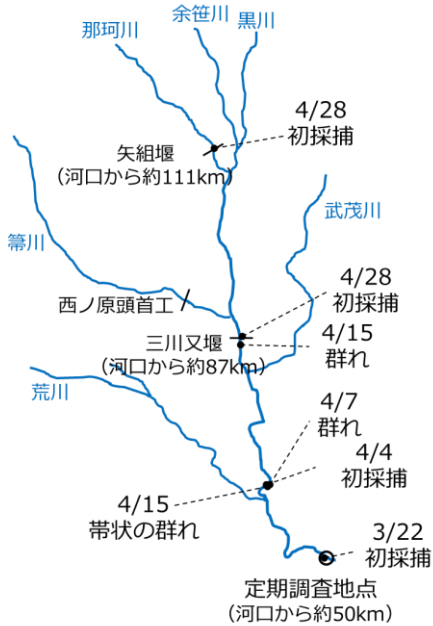 余笹川
黒川
那珂川
4/28
初採捕
矢組堰
（河口から約111km）
武茂川
箒川
西ノ原頭首工
4/28
初採捕
4/15
群れ
三川又堰
（河口から約87km）
荒川
4/7
群れ
4/4
初採捕
4/15
帯状の群れ
3/22
初採捕
定期調査地点
（河口から約50km）